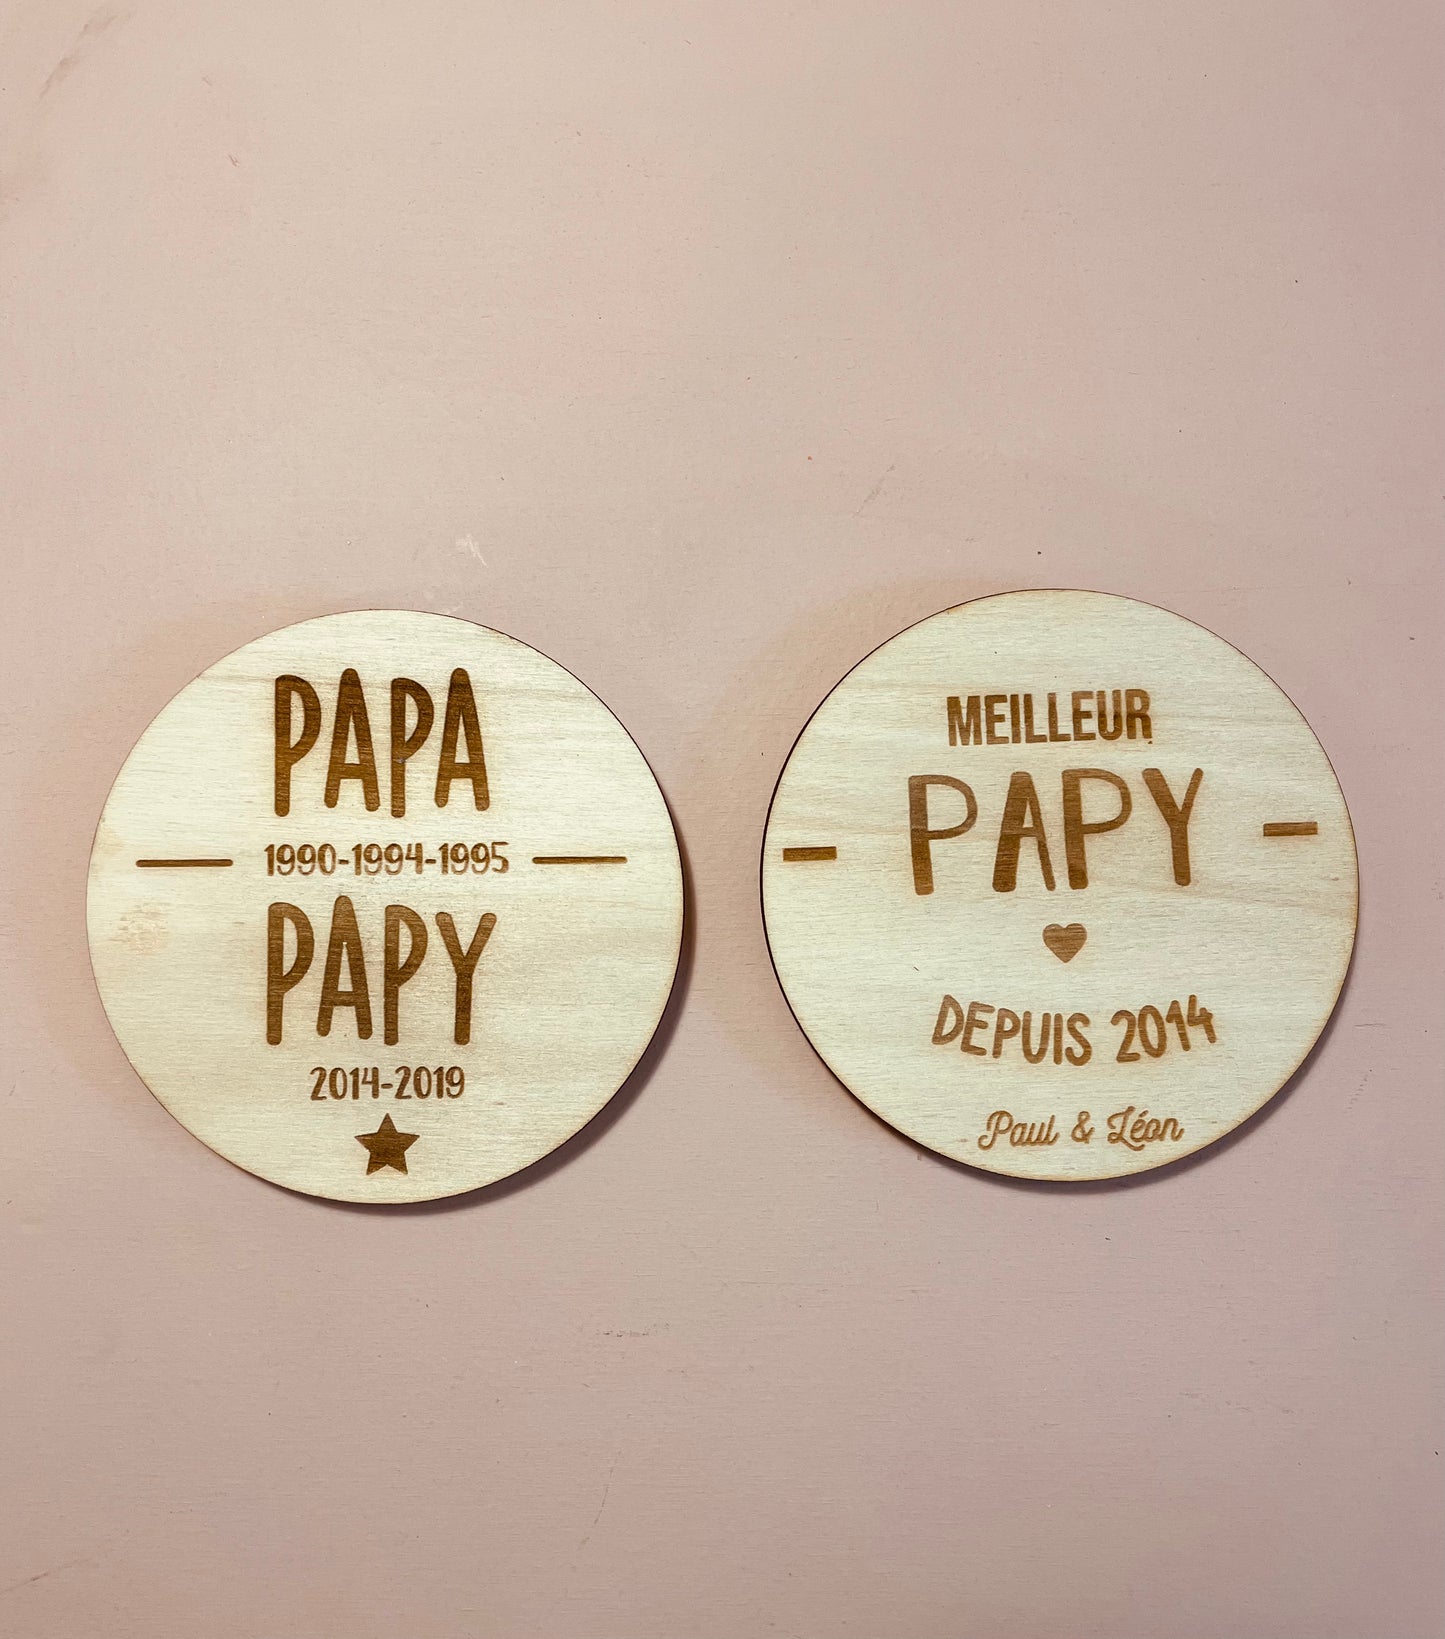 PAPA
1990-1994-1995
PAPY
2014-2019
MEILLEUR
PAPY
DEPUIS 2014
Paul & Léon